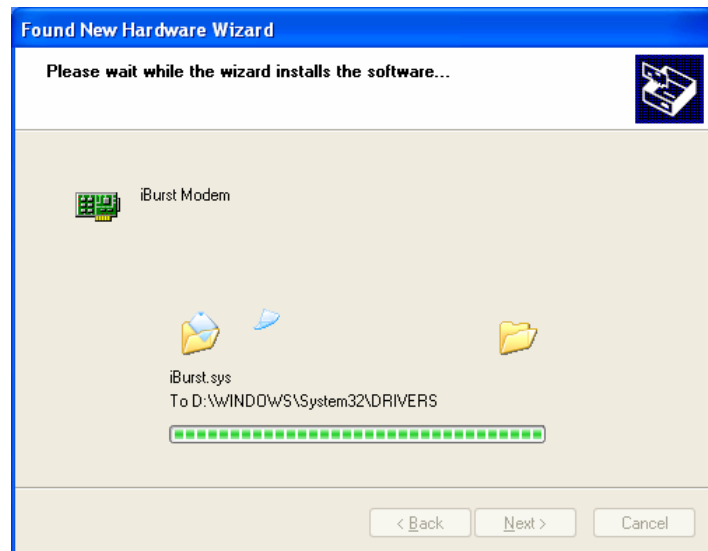 Found New Hardware Wizard
Please wait while the wizard installs the software...
iBurst Modem
iBurst.sys
To D:\WINDOWS\System32\DRIVERS
< Back Next > Cancel